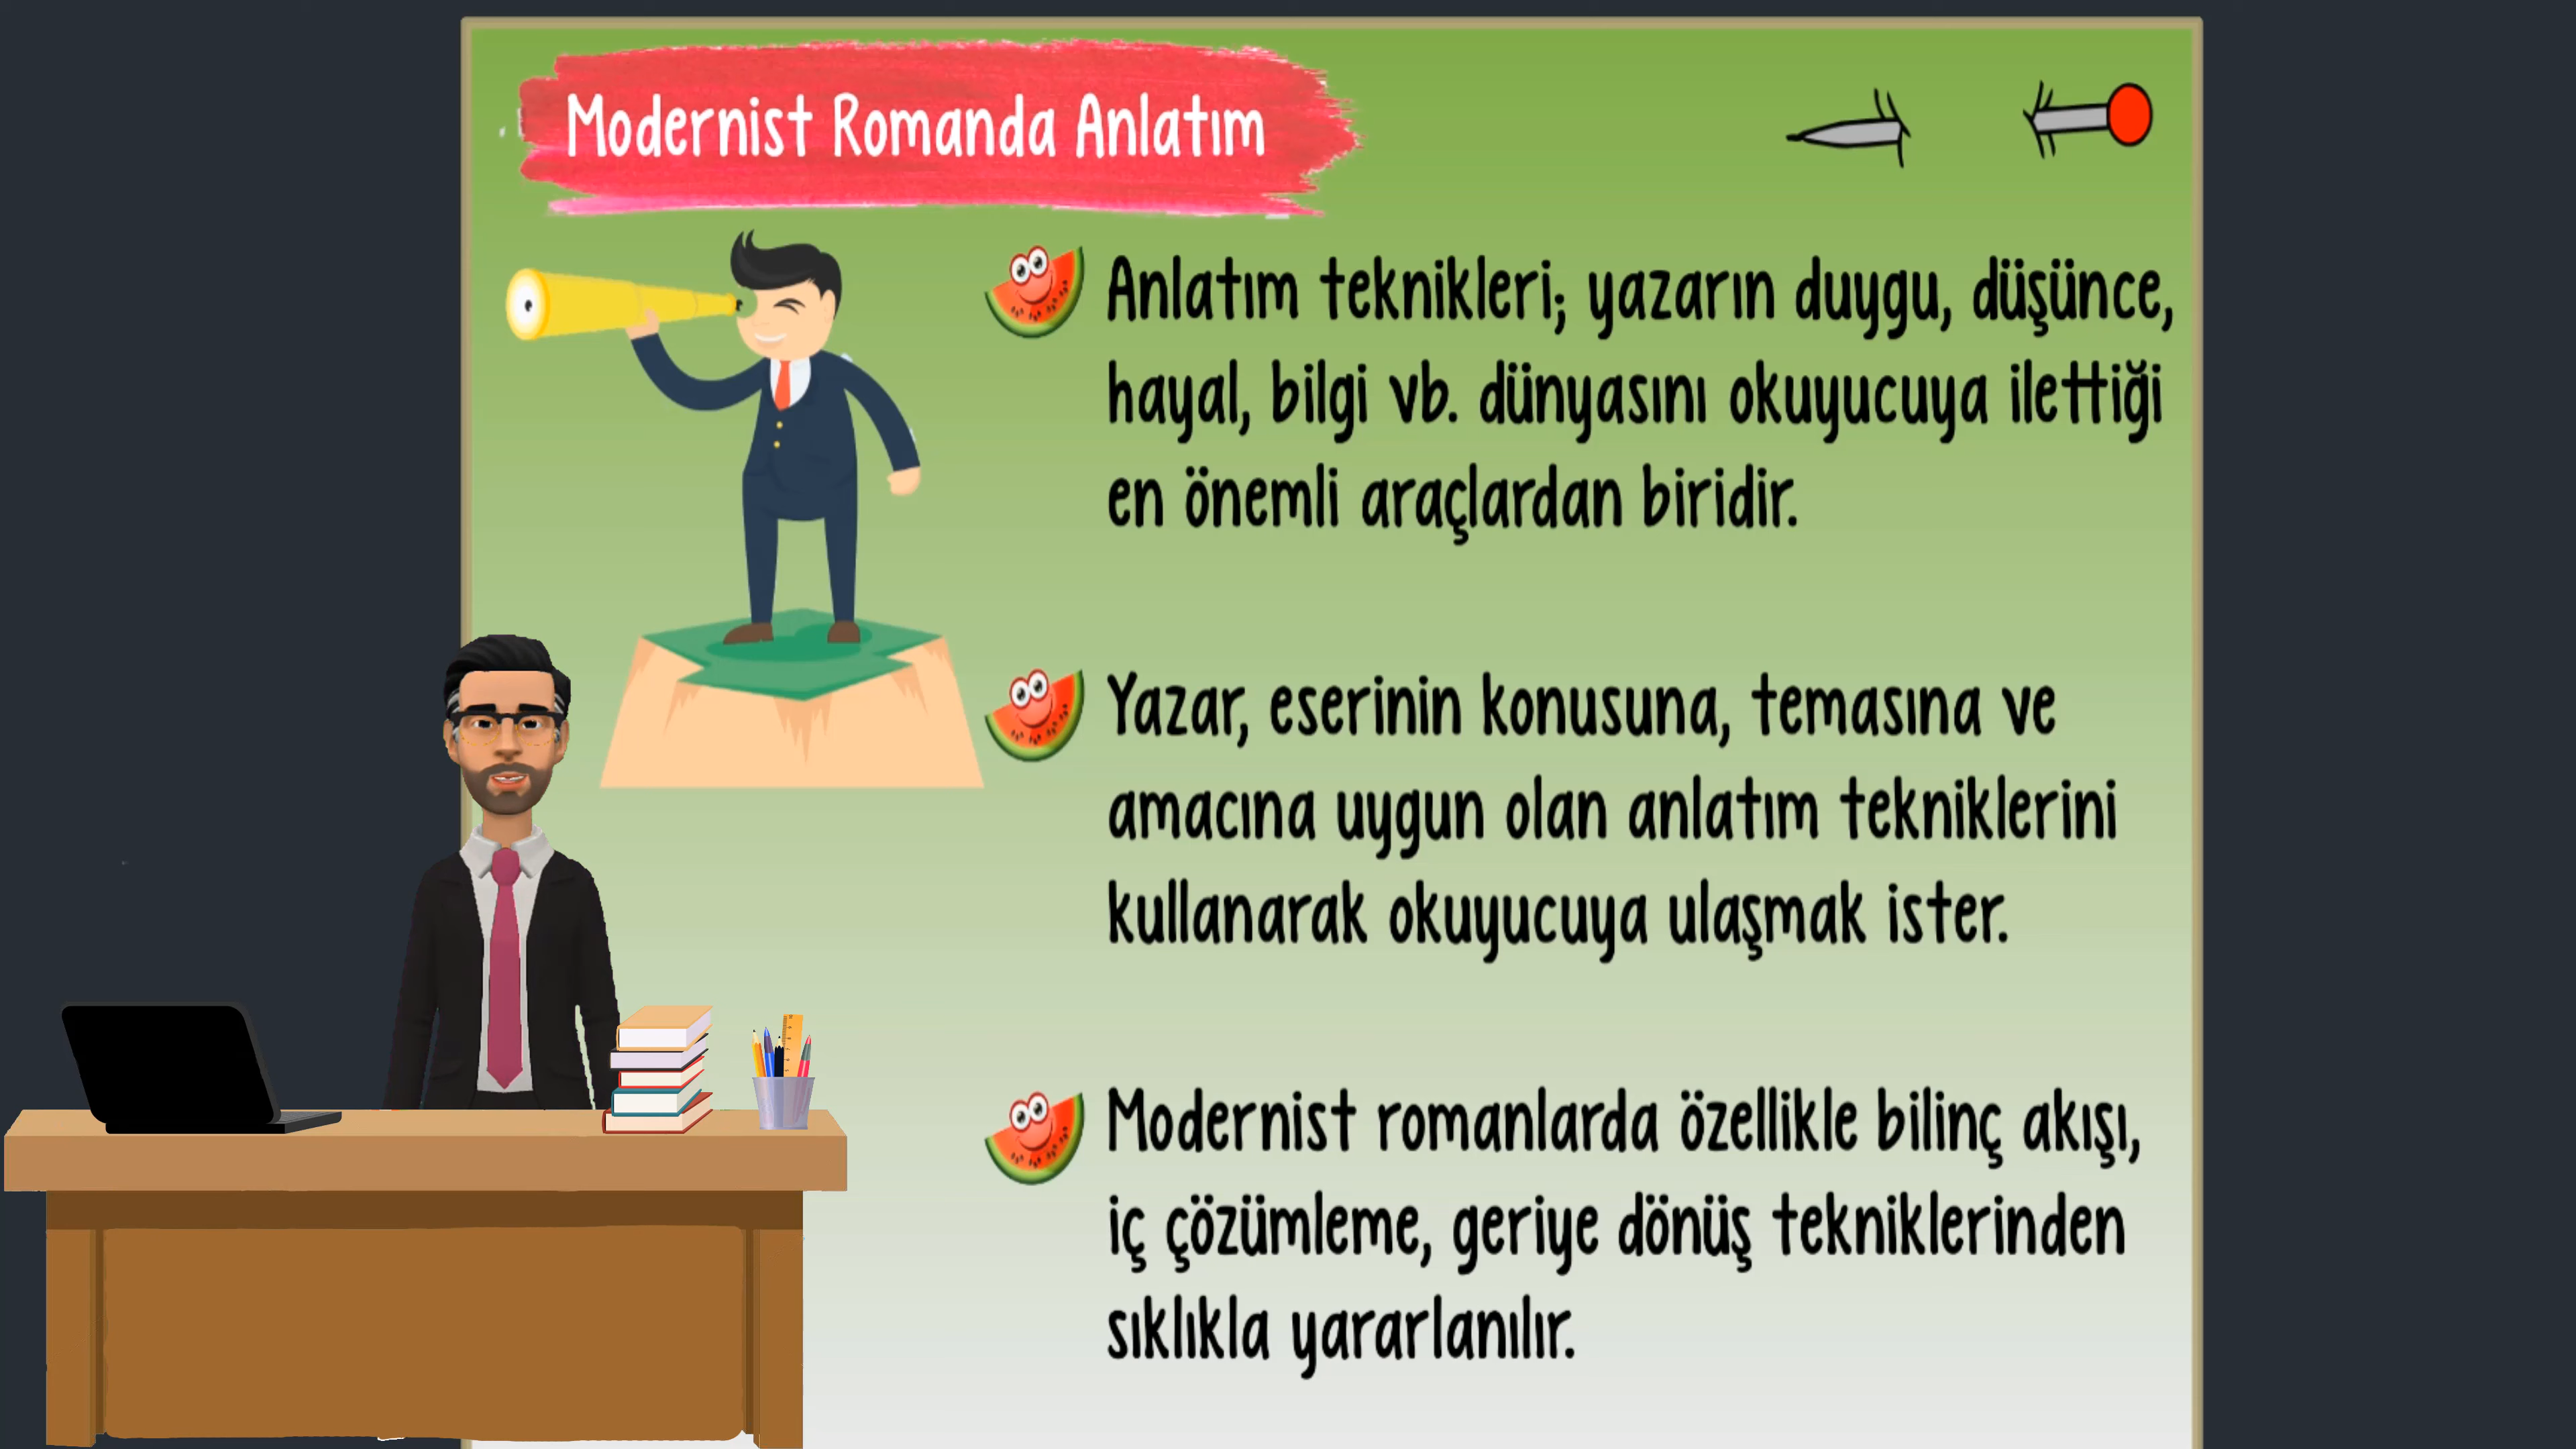 Modernist Romanda Anlatım
Anlatım teknikleri; yazarın duygu, düşünce,
hayal, bilgi vb. dünyasını okuyucuya ilettiği
en önemli araçlardan biridir.
Yazar, eserinin konusuna, temasına ve
amacına uygun olan anlatım tekniklerini
kullanarak okuyucuya ulaşmak ister.
Modernist romanlarda özellikle bilinç akışı,
iç çözümleme, geriye dönüş tekniklerinden
sıklıkla yararlanılır.